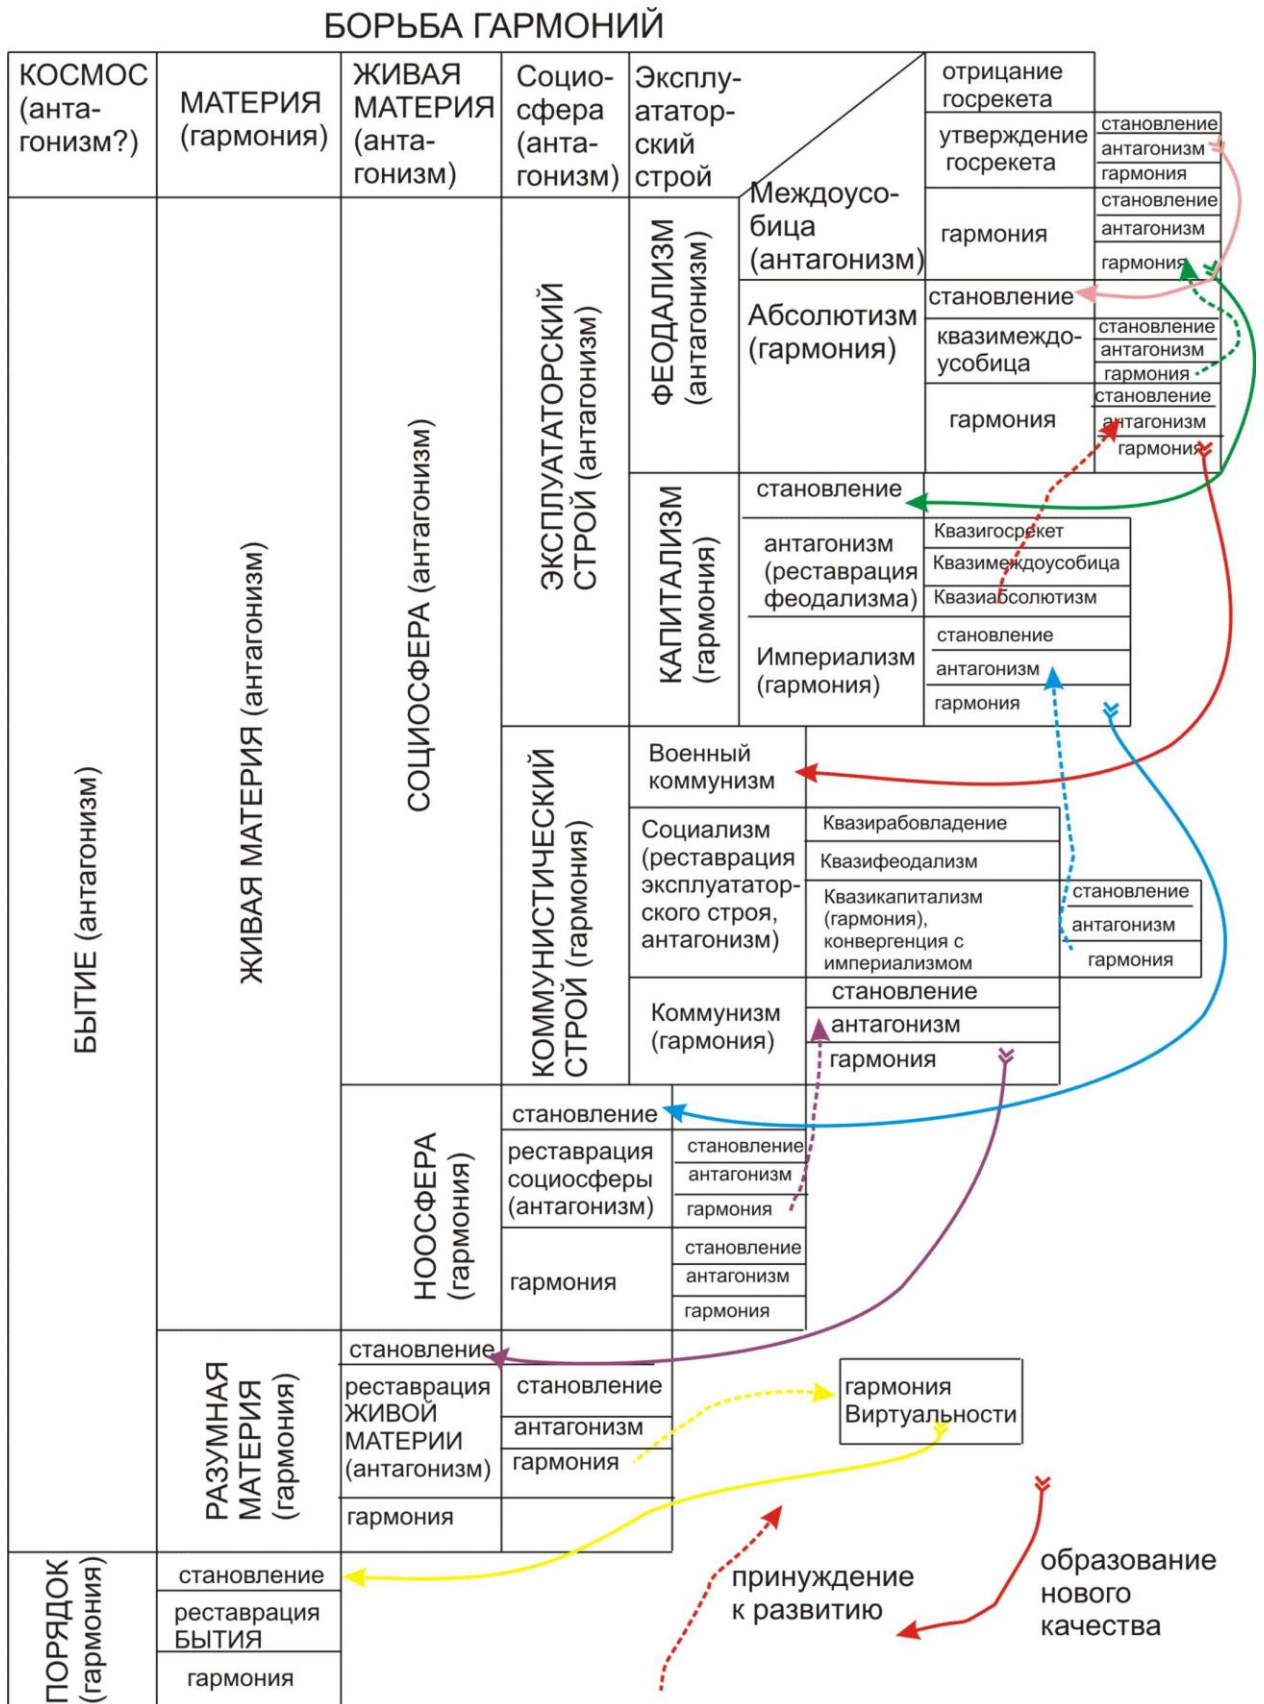 БОРЬБА ГАРМОНИЙ
КОСМОС
(анта-
гонизм?)
МАТЕРИЯ
(гармония)
ЖИВАЯ
МАТЕРИЯ
(анта-
гонизм)
Социо-
сфера
(анта-
гонизм)
Эксплу-
ататор-
ский
строй
отрицание
госрекета
утверждение
госрекета
становление
антагонизм
гармония
Междоусо-
бица
(антагонизм)
гармония
становление
антагонизм
гармония
Абсолютизм
(гармония)
становление
квазимеждо-
усобица
становление
антагонизм
гармония
гармония
становление
антагонизм
гармония
ФЕОДАЛИЗМ
(антагонизм)
ЭКСПЛУАТАТОРСКИЙ
СТРОЙ (антагонизм)
КАПИТАЛИЗМ
(гармония)
становление
антагонизм
(реставрация
феодализма)
Квазигосрекет
Квазимеждоусобица
Квазиабсолютизм
Империализм
(гармония)
становление
антагонизм
гармония
СОЦИОСФЕРА (антагонизм)
ЖИВАЯ МАТЕРИЯ (антагонизм)
БЫТИЕ (антагонизм)
КОММУНИСТИЧЕСКИЙ
СТРОЙ (гармония)
Военный
коммунизм
Социализм
(реставрация
эксплуататор-
ского строя,
антагонизм)
Квазирабовладение
Квазифеодализм
Квазикапитализм
(гармония),
конвергенция с
империализмом
становление
антагонизм
гармония
Коммунизм
(гармония)
становление
антагонизм
гармония
НООСФЕРА
(гармония)
становление
реставрация
социосферы
(антагонизм)
становление
антагонизм
гармония
гармония
становление
антагонизм
гармония
РАЗУМНАЯ
МАТЕРИЯ
(гармония)
становление
реставрация
ЖИВОЙ
МАТЕРИИ
(антагонизм)
становление
антагонизм
гармония
гармония
гармония
Виртуальности
ПОРЯДОК
(гармония)
становление
реставрация
БЫТИЯ
гармония
принуждение
к развитию
образование
нового
качества